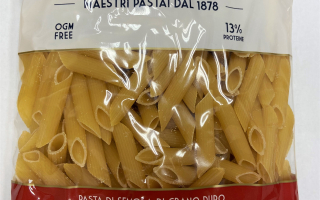 MAESTRI PASTAI DAL 1878
OGM
FREE
13%
PROTEINE
PASTA DI SEMOLA DI GRANO DURO